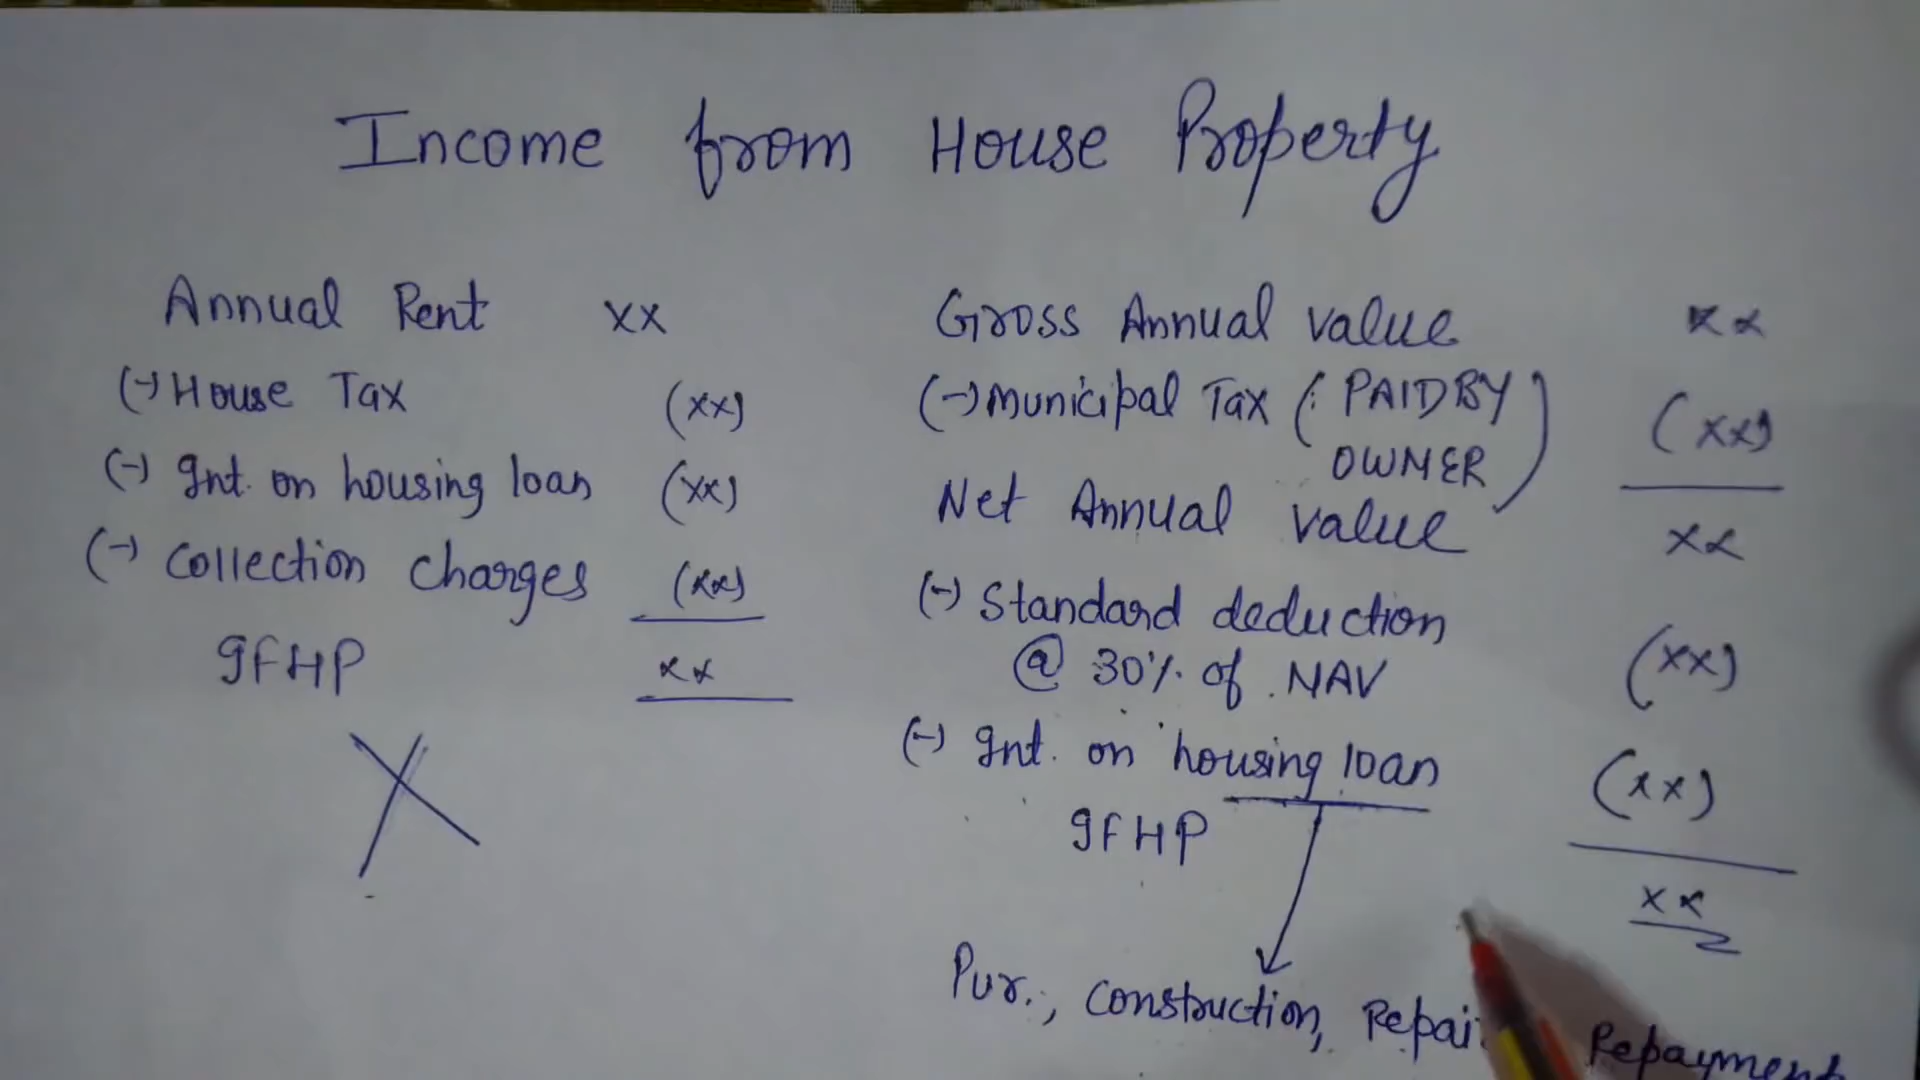 Income from House Property
Annual Rent xx
(-) House Tax (xx)
(-) Int. on housing loan (xx)
(-) Collection charges (xx)
IFHP xx
Gross Annual value xx
(-) Municipal Tax (PAID BY (xx)
OWNER)
Net Annual value xx
(-) Standard deduction
@ 30% of NAV (xx)
(-) Int. on housing loan (xx)
IFHP xx
Pur., Construction, Repai Repayment